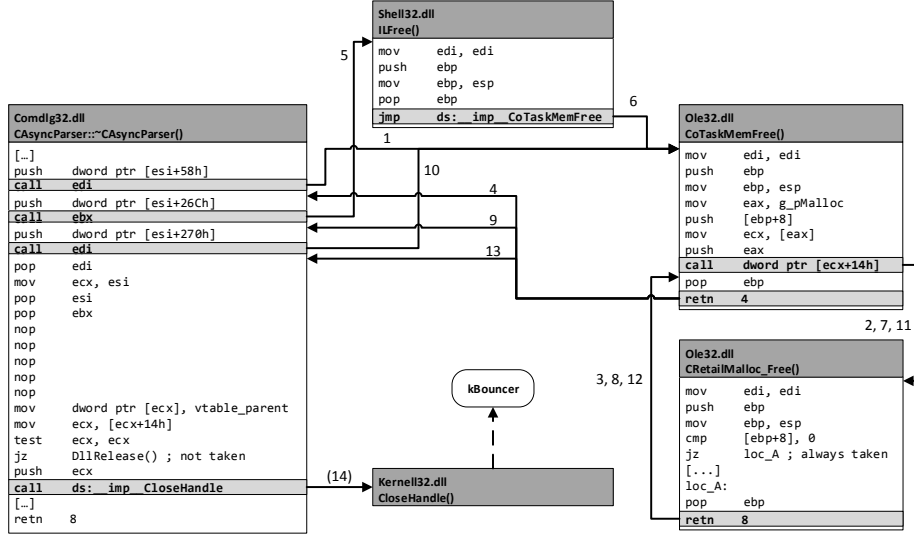 Shell32.dll
ILFree()
mov edi, edi
push ebp
mov ebp, esp
pop ebp
jmp ds:__imp__CoTaskMemFree
5
6
Comdlg32.dll
CAsyncParser::~CAsyncParser()
[…]
push dword ptr [esi+58h]
call edi
push dword ptr [esi+26Ch]
call ebx
push dword ptr [esi+270h]
call edi
pop edi
mov ecx, esi
pop esi
pop ebx
nop
nop
nop
nop
nop
mov dword ptr [ecx], vtable_parent
mov ecx, [ecx+14h]
test ecx, ecx
jz DllRelease() ; not taken
push ecx
call ds:__imp__CloseHandle
[…]
retn 8
1
10
4
9
13
Ole32.dll
CoTaskMemFree()
mov edi, edi
push ebp
mov ebp, esp
mov eax, g_pMalloc
push [ebp+8]
mov ecx, [eax]
push eax
call dword ptr [ecx+14h]
pop ebp
retn 4
2, 7, 11
3, 8, 12
Ole32.dll
CRetailMalloc_Free()
mov edi, edi
push ebp
mov ebp, esp
cmp [ebp+8], 0
jz loc_A ; always taken
[...]
loc_A:
pop ebp
retn 8
kBouncer
(14)
Kernell32.dll
CloseHandle()